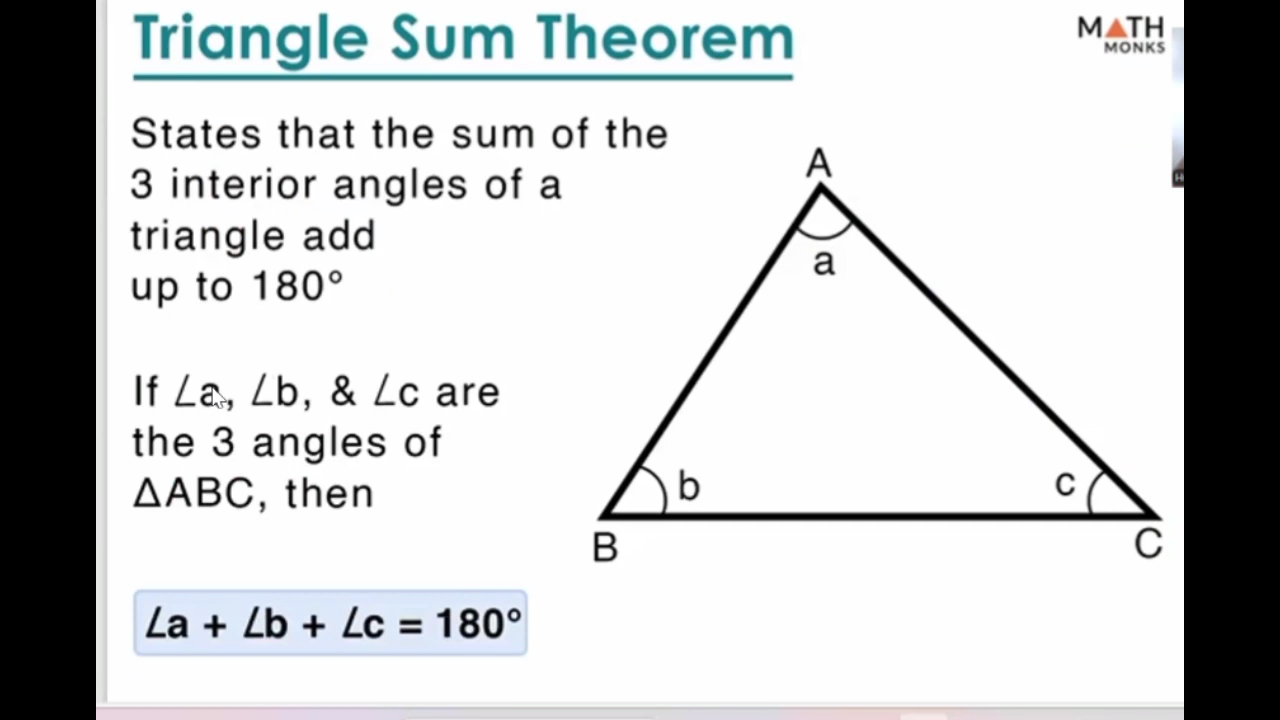 Triangle Sum Theorem
MATH
MONKS
States that the sum of the
3 interior angles of a
triangle add
up to 180°
If ∠a, ∠b, & ∠c are
the 3 angles of
ΔABC, then
∠a + ∠b + ∠c = 180°
A
a
b
c
B
C